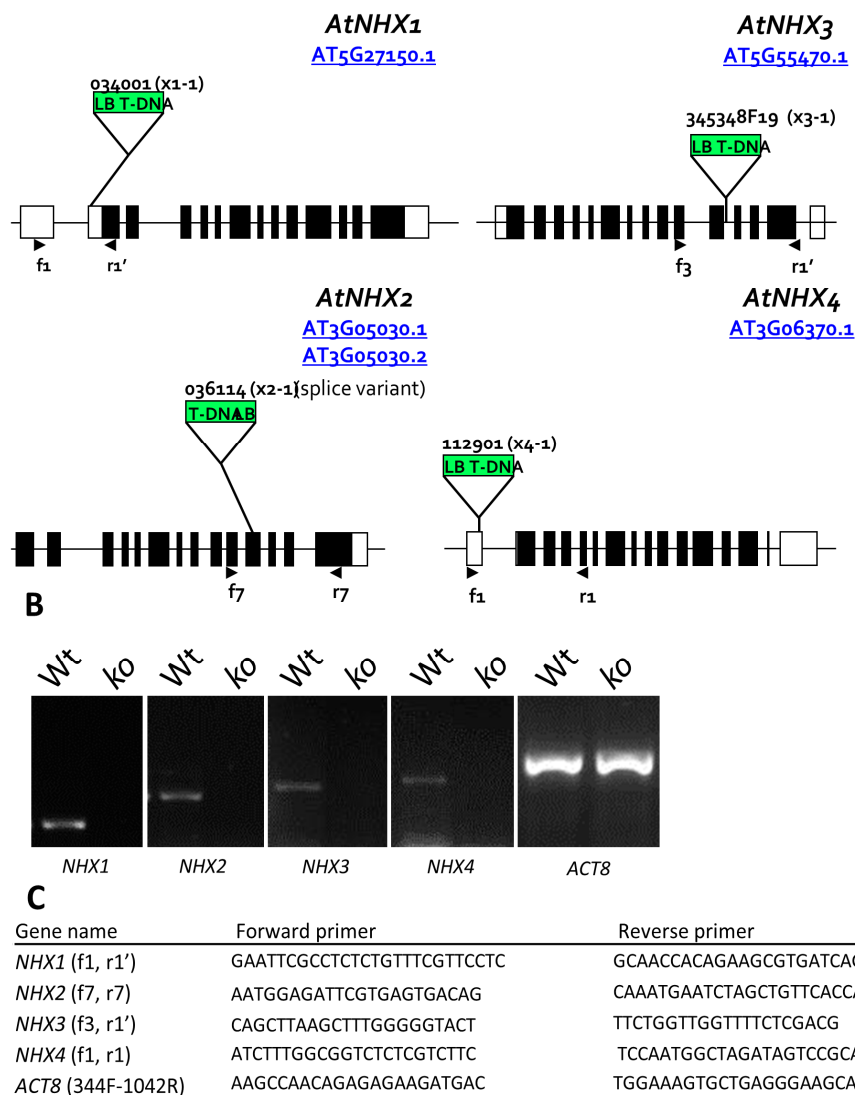 AtNHX1
AT5G27150.1
034001 (x1-1)
LB T-DNA
f1
r1’
AtNHX3
AT5G55470.1
345348F19 (x3-1)
LB T-DNA
f3
r1’
AtNHX2
AT3G05030.1
AT3G05030.2
036114 (x2-1)(splice variant)
f7
r7
AtNHX4
AT3G06370.1
112901 (x4-1)
LB T-DNA
f1
r1
B
Wt ko Wt ko Wt ko Wt ko Wt ko
NHX1 NHX2 NHX3 NHX4 ACT8
C
Gene name Forward primer Reverse primer
NHX1 (f1, r1’) GAATTCGCCTCTCTGTTTCGTTCCTC GCAACCACAGAAGCGTGATCAG
NHX2 (f7, r7) AATGGAGATTCGTGAGTGACAG CAAATGAATCTAGCTGTTCACCA
NHX3 (f3, r1’) CAGCTTAAGCTTTGGGGGTACT TTCTGGTTGGTTTTCTCGACG
NHX4 (f1, r1) ATCTTTGGCGGTCTCTCGTCTTC TCCAATGGCTAGATAGTCCGCA
ACT8 (344F-1042R) AAGCCAACAGAGAGAAGATGAC TGGAAAGTGCTGAGGGAAGCA